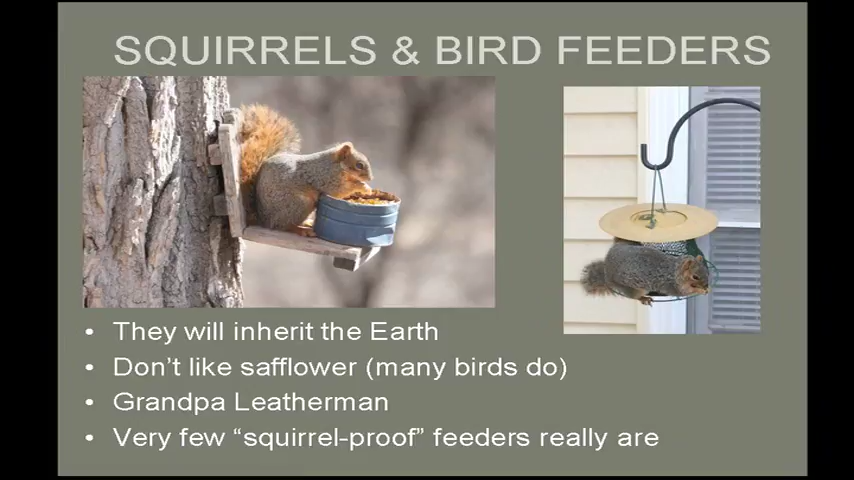 SQUIRRELS & BIRD FEEDERS
• They will inherit the Earth
• Don't like safflower (many birds do)
• Grandpa Leatherman
• Very few “squirrel-proof” feeders really are